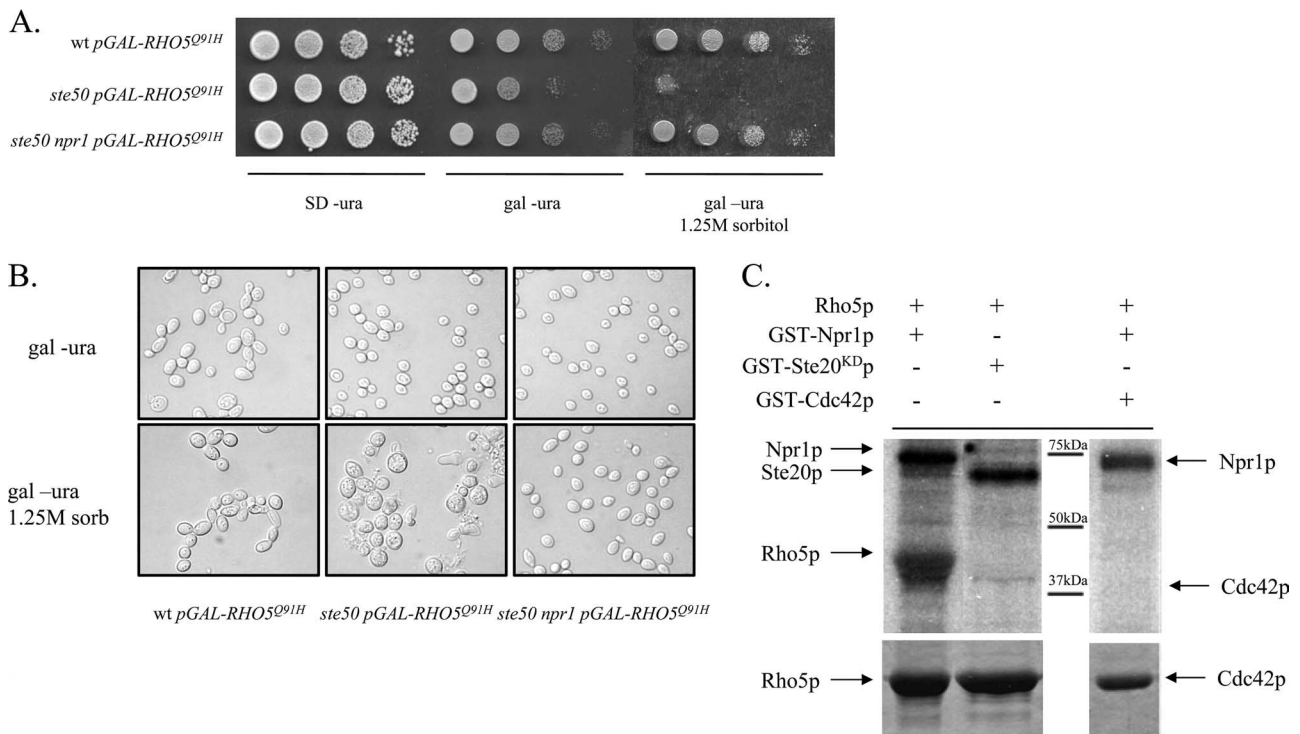 A.
wt pGAL-RHO5Q91H
ste50 pGAL-RHO5Q91H
ste50 npr1 pGAL-RHO5Q91H
SD -ura
gal -ura
gal –ura
1.25M sorbitol
B.
gal -ura
gal –ura
1.25M sorb
wt pGAL-RHO5Q91H
ste50 pGAL-RHO5Q91H
ste50 npr1 pGAL-RHO5Q91H
C.
Rho5p + + +
GST-Npr1p + - +
GST-Ste20KDp - + -
GST-Cdc42p - - +
Npr1p
Ste20p
Rho5p
75kDa
50kDa
37kDa
Npr1p
Cdc42p
Rho5p
Cdc42p